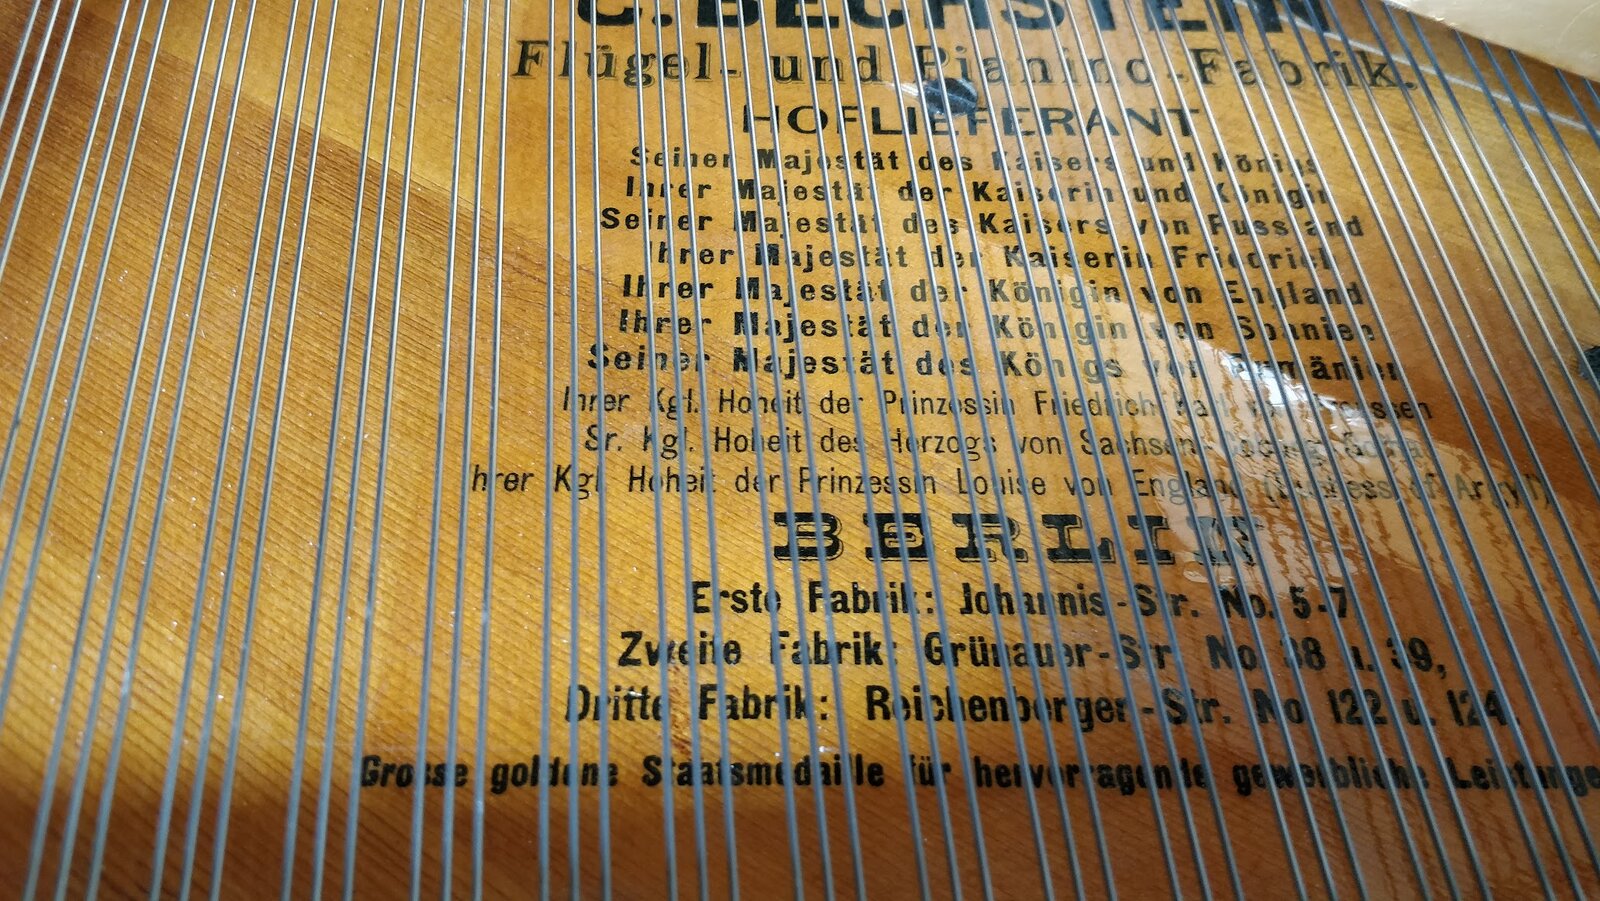 C. BECHSTEIN
Flügel- und Pianino-Fabrik.
HOFLIEFERANT
Seiner Majestät des Kaisers und Königs
Ihrer Majestät der Kaiserin und Königin
Seiner Majestät des Kaisers von Russland
Ihrer Majestät der Kaiserin Friedrich
Ihrer Majestät der Königin von England
Ihrer Majestät der Königin von Spanien
Seiner Majestät des Königs von Rumänien
Ihrer Kgl. Hoheit der Prinzessin Friedrich Karl von Preussen
Sr. Kgl. Hoheit des Herzogs von Sachsen-Coburg-Gotha
Ihrer Kgl. Hoheit der Prinzessin Louise von England (Marchioness of Argyll)
BERLIN
Erste Fabrik: Johannis-Str. No. 5-7
Zweite Fabrik: Grünauer-Str. No. 38 u. 39,
Dritte Fabrik: Reichenberger-Str. No. 122 u. 124.
Grosse goldene Staatsmedaille für hervorragende gewerbliche Leistunge